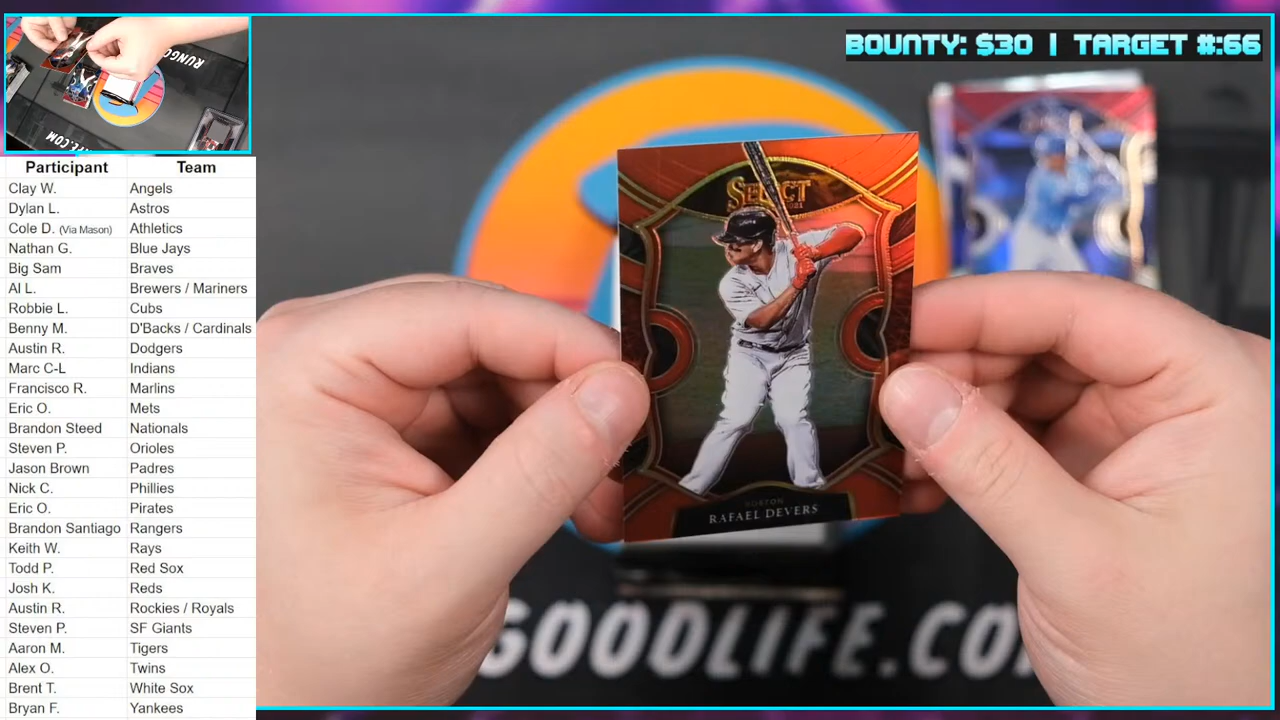 BOUNTY: $30 | TARGET #:66
RUNGO
.COM
Participant Team
Clay W. Angels
Dylan L. Astros
Cole D. (Via Mason) Athletics
Nathan G. Blue Jays
Big Sam Braves
Al L. Brewers / Mariners
Robbie L. Cubs
Benny M. D'Backs / Cardinals
Austin R. Dodgers
Marc C-L Indians
Francisco R. Marlins
Eric O. Mets
Brandon Steed Nationals
Steven P. Orioles
Jason Brown Padres
Nick C. Phillies
Eric O. Pirates
Brandon Santiago Rangers
Keith W. Rays
Todd P. Red Sox
Josh K. Reds
Austin R. Rockies / Royals
Steven P. SF Giants
Aaron M. Tigers
Alex O. Twins
Brent T. White Sox
Bryan F. Yankees
SELECT
BOSTON
RAFAEL DEVERS
GOODLIFE.CO